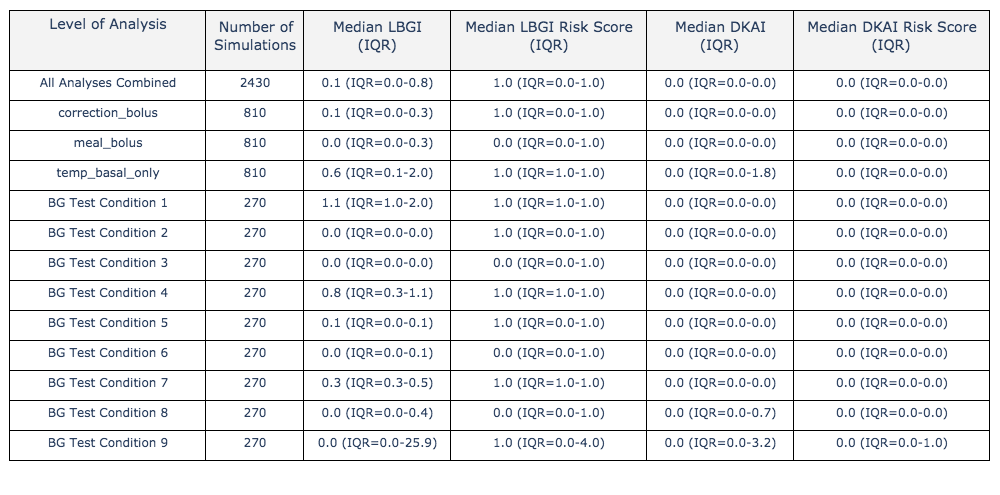 Level of Analysis Number of Simulations Median LBGI (IQR) Median LBGI Risk Score (IQR) Median DKAI (IQR) Median DKAI Risk Score (IQR)
All Analyses Combined 2430 0.1 (IQR=0.0-0.8) 1.0 (IQR=0.0-1.0) 0.0 (IQR=0.0-0.0) 0.0 (IQR=0.0-0.0)
correction_bolus 810 0.1 (IQR=0.0-0.3) 1.0 (IQR=0.0-1.0) 0.0 (IQR=0.0-0.0) 0.0 (IQR=0.0-0.0)
meal_bolus 810 0.0 (IQR=0.0-0.3) 0.0 (IQR=0.0-1.0) 0.0 (IQR=0.0-0.0) 0.0 (IQR=0.0-0.0)
temp_basal_only 810 0.6 (IQR=0.1-2.0) 1.0 (IQR=1.0-1.0) 0.0 (IQR=0.0-1.8) 0.0 (IQR=0.0-0.0)
BG Test Condition 1 270 1.1 (IQR=1.0-2.0) 1.0 (IQR=1.0-1.0) 0.0 (IQR=0.0-0.0) 0.0 (IQR=0.0-0.0)
BG Test Condition 2 270 0.0 (IQR=0.0-0.0) 1.0 (IQR=0.0-1.0) 0.0 (IQR=0.0-0.0) 0.0 (IQR=0.0-0.0)
BG Test Condition 3 270 0.0 (IQR=0.0-0.0) 0.0 (IQR=0.0-1.0) 0.0 (IQR=0.0-0.0) 0.0 (IQR=0.0-0.0)
BG Test Condition 4 270 0.8 (IQR=0.3-1.1) 1.0 (IQR=1.0-1.0) 0.0 (IQR=0.0-0.0) 0.0 (IQR=0.0-0.0)
BG Test Condition 5 270 0.1 (IQR=0.0-0.1) 1.0 (IQR=0.0-1.0) 0.0 (IQR=0.0-0.0) 0.0 (IQR=0.0-0.0)
BG Test Condition 6 270 0.0 (IQR=0.0-0.1) 0.0 (IQR=0.0-1.0) 0.0 (IQR=0.0-0.0) 0.0 (IQR=0.0-0.0)
BG Test Condition 7 270 0.3 (IQR=0.3-0.5) 1.0 (IQR=1.0-1.0) 0.0 (IQR=0.0-0.0) 0.0 (IQR=0.0-0.0)
BG Test Condition 8 270 0.0 (IQR=0.0-0.4) 0.0 (IQR=0.0-1.0) 0.0 (IQR=0.0-0.7) 0.0 (IQR=0.0-0.0)
BG Test Condition 9 270 0.0 (IQR=0.0-25.9) 1.0 (IQR=0.0-4.0) 0.0 (IQR=0.0-3.2) 0.0 (IQR=0.0-1.0)